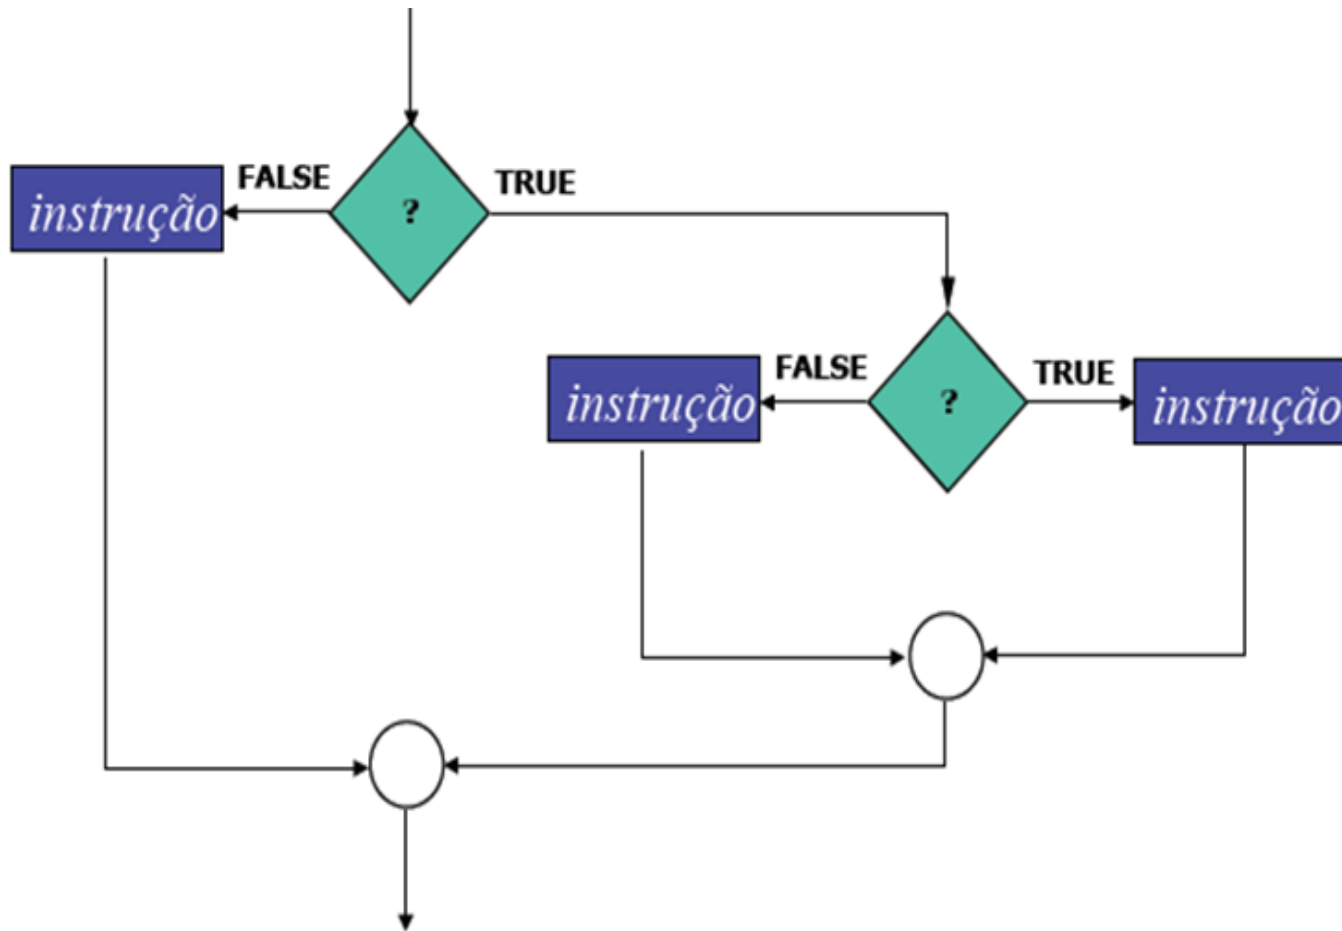 FALSE
TRUE
instrução
?
FALSE
TRUE
instrução
?
instrução